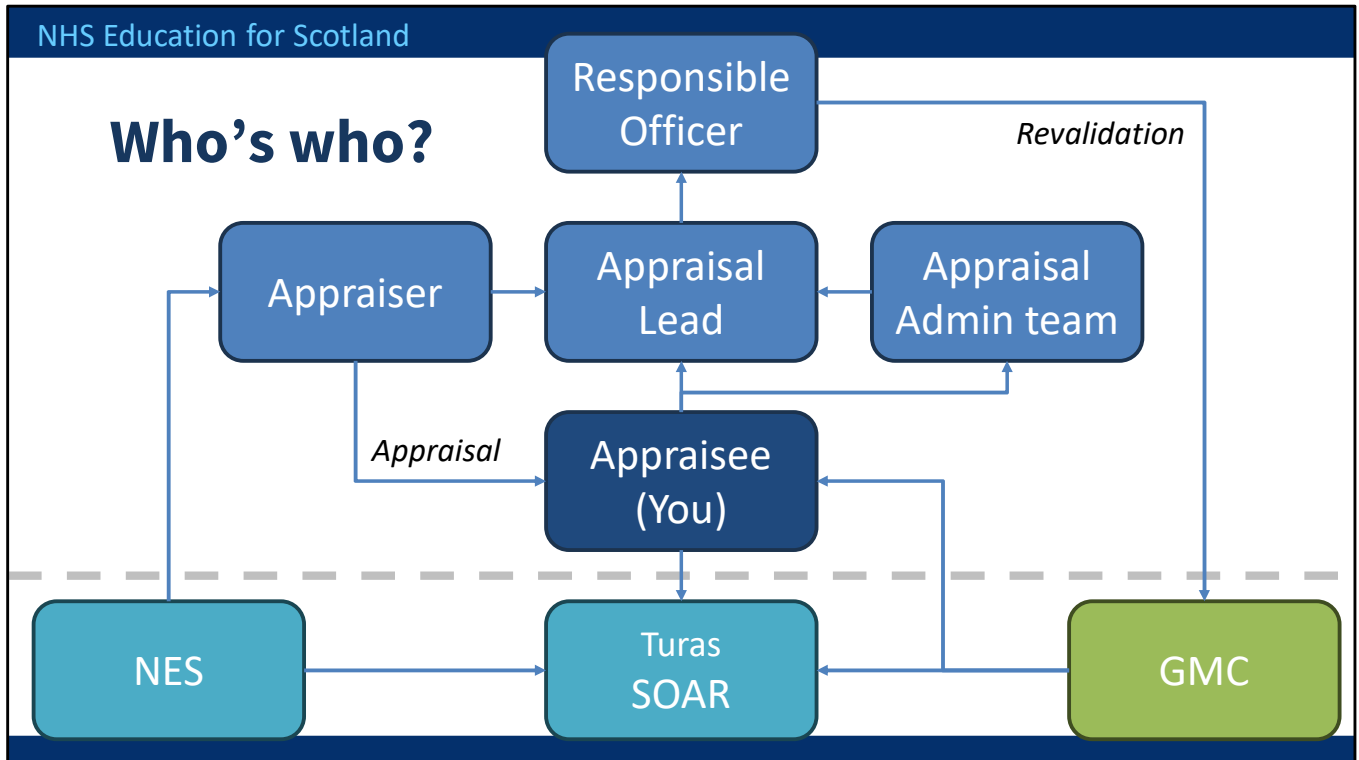 NHS Education for Scotland
Who’s who?
Responsible
Officer
Revalidation
Appraiser
Appraisal
Lead
Appraisal
Admin team
Appraisal
Appraisee
(You)
NES
Turas
SOAR
GMC